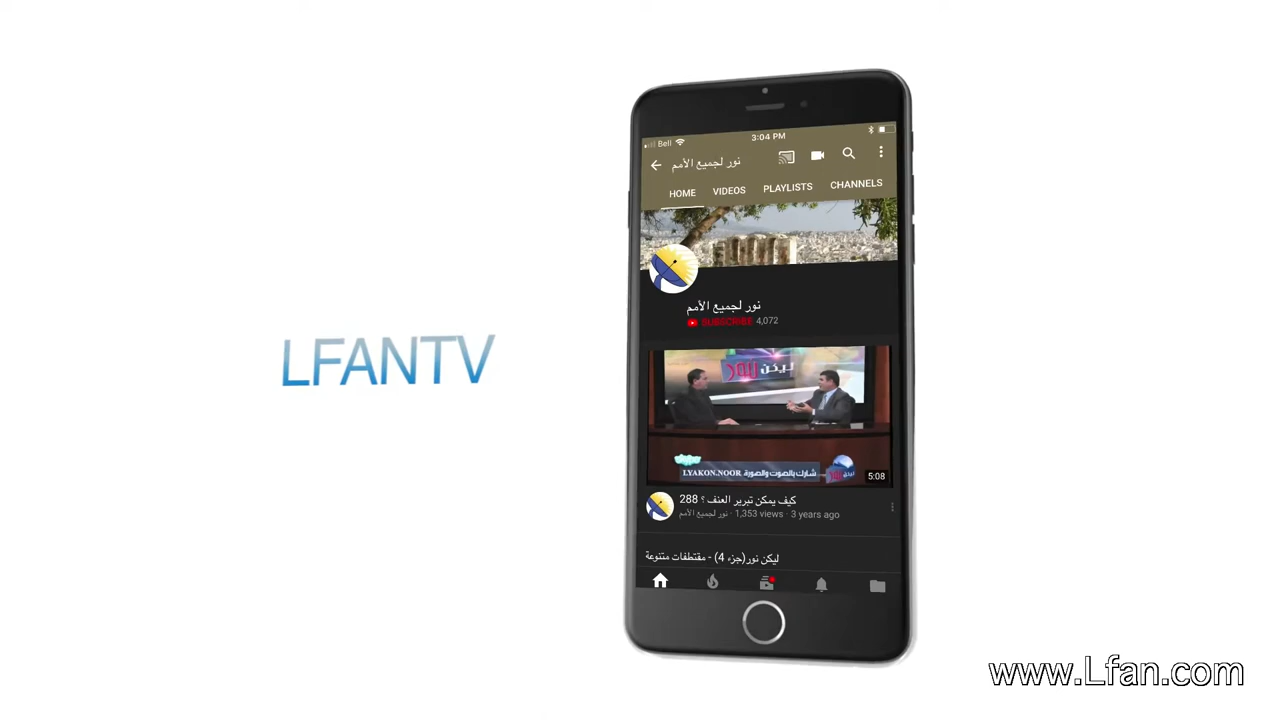 LFANTV
Bell
3:04 PM
نور لجميع الأمم
HOME VIDEOS PLAYLISTS CHANNELS
نور لجميع الأمم
SUBSCRIBE 4,072
ليكن نور
شارك بالصوت والصورة LYAKON.NOOR
ليكن نور
5:08
كيف يمكن تبرير العنف ؟ 288
نور لجميع الأمم · 1,353 views · 3 years ago
ليكن نور(جزء 4) - مقتطفات متنوعة
www.Lfan.com